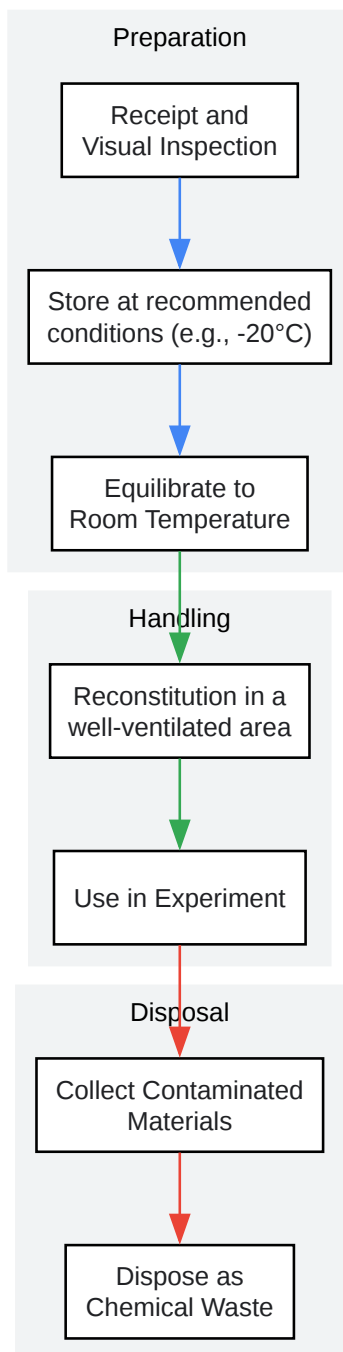 Preparation
Receipt and
Visual Inspection
Store at recommended
conditions (e.g., -20°C)
Equilibrate to
Room Temperature
Handling
Reconstitution in a
well-ventilated area
Use in Experiment
Disposal
Collect Contaminated
Materials
Dispose as
Chemical Waste